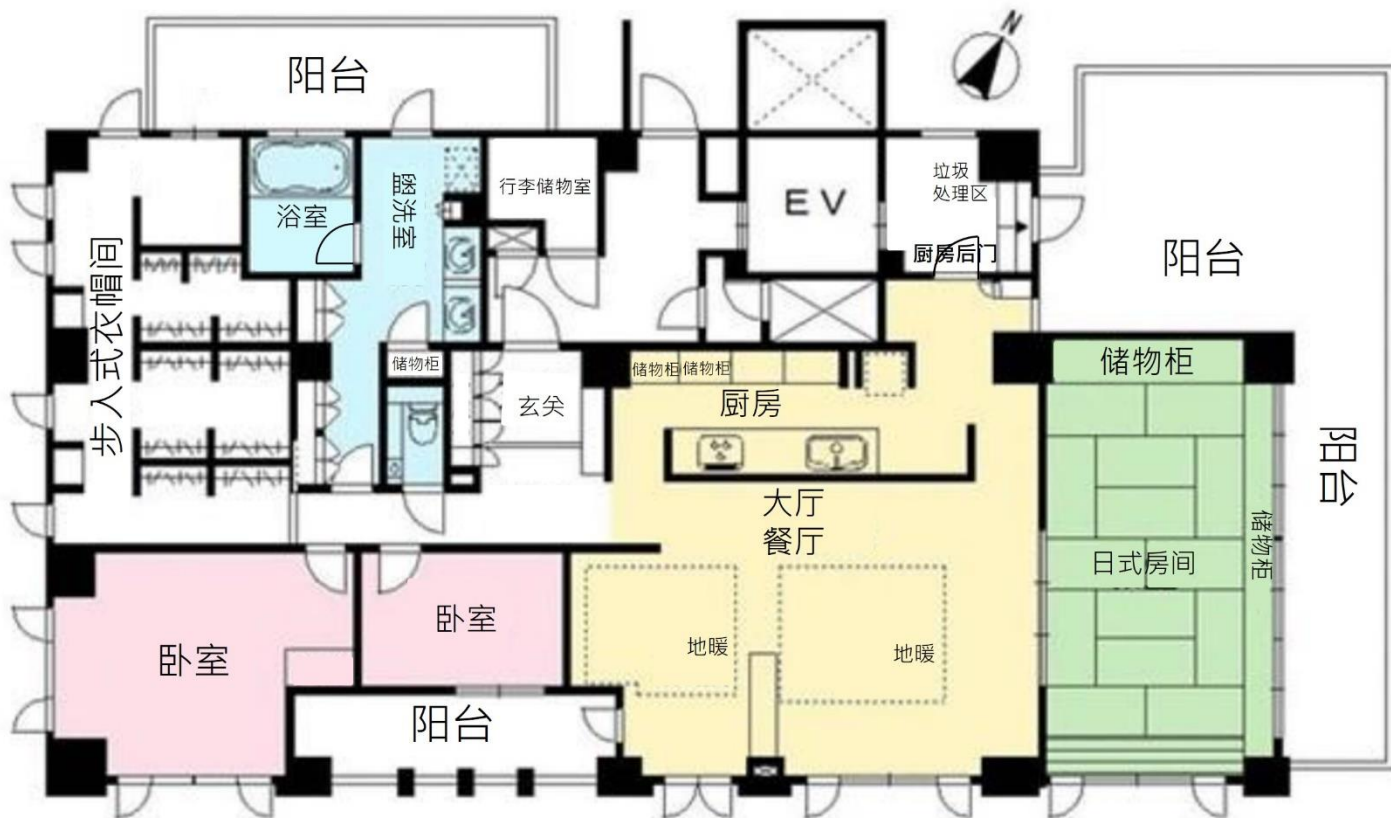 N
阳台
垃圾
处理区
行李储物室
EV
浴室
盥洗室
厨房后门
阳台
步入式衣帽间
储物柜
储物柜
储物柜
储物柜
玄关
厨房
阳台
大厅
餐厅
储物柜
日式房间
卧室
卧室
地暖
地暖
阳台